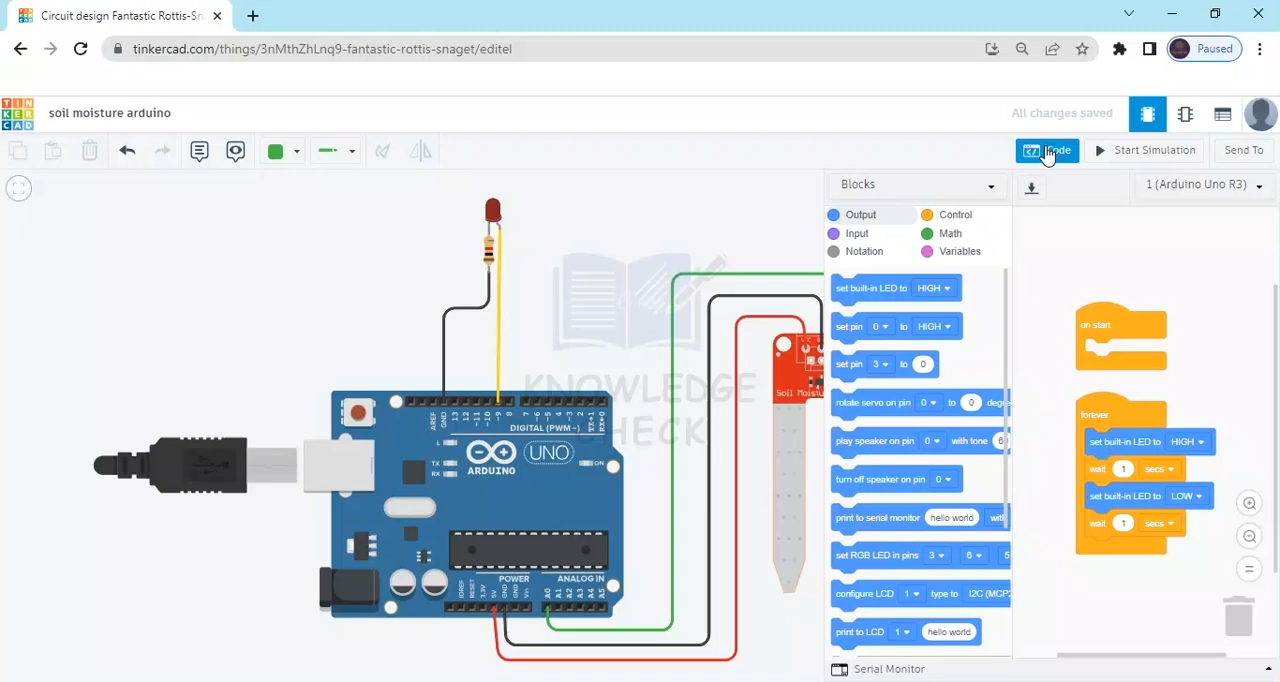 Circuit design Fantastic Rottis-Sn
tinkercad.com/things/3nMthZhLnq9-fantastic-rottis-snaget/editel
Paused
TIN
KER
CAD
soil moisture arduino
All changes saved
Code
Start Simulation
Send To
Blocks
1 (Arduino Uno R3)
Output
Control
Input
Math
Notation
Variables
set built-in LED to HIGH
set pin 0 to HIGH
set pin 3 to 0
rotate servo on pin 0 to 0 degre
play speaker on pin 0 with tone 6
turn off speaker on pin 0
print to serial monitor hello world with
set RGB LED in pins 3 6 5
configure LCD 1 type to I2C (MCP2
print to LCD 1 hello world
on start
forever
set built-in LED to HIGH
wait 1 secs
set built-in LED to LOW
wait 1 secs
Serial Monitor
KNOWLEDGE
CHECK
Soil Moistu
AREF
GND
13
12
~11
~10
~9
8
7
~6
~5
4
~3
2
TX→1
RX←0
DIGITAL (PWM~)
L
TX
RX
ARDUINO
UNO
ON
POWER
ANALOG IN
IOREF
RESET
3.3V
5V
GND
GND
Vin
A0
A1
A2
A3
A4
A5